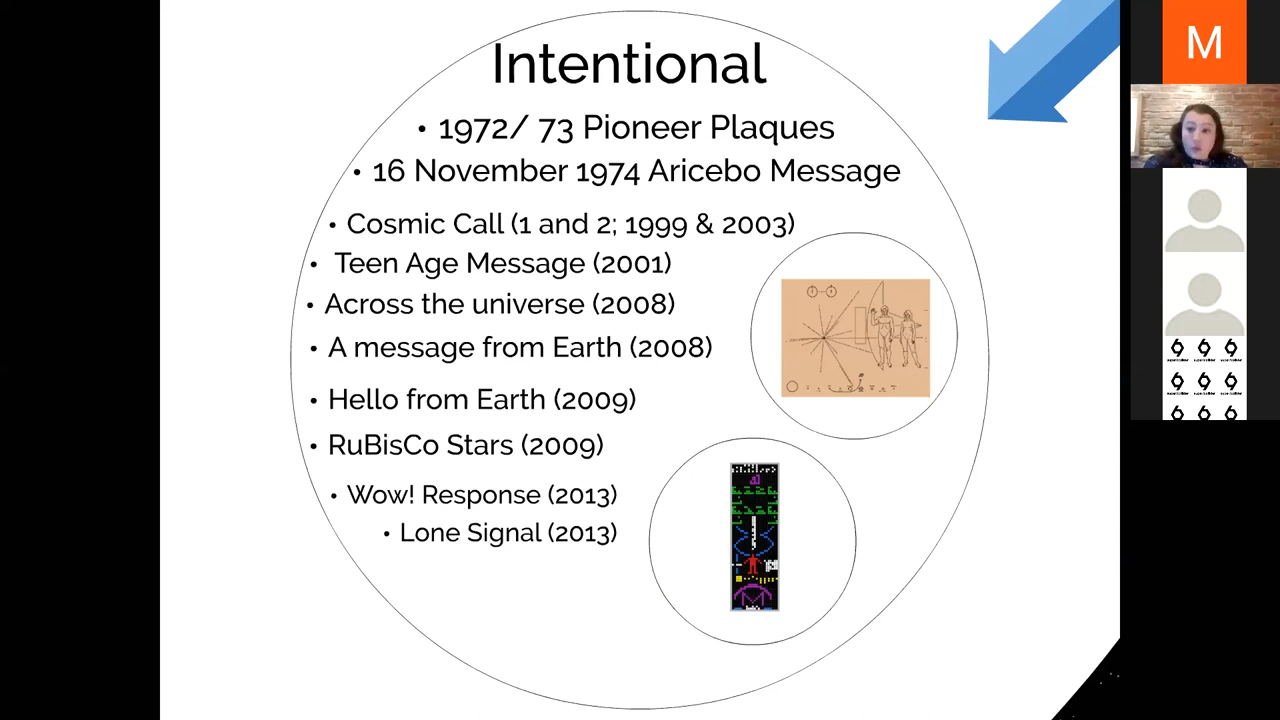 Intentional
• 1972/ 73 Pioneer Plaques
• 16 November 1974 Aricebo Message
• Cosmic Call (1 and 2; 1999 & 2003)
• Teen Age Message (2001)
• Across the universe (2008)
• A message from Earth (2008)
• Hello from Earth (2009)
• RuBisCo Stars (2009)
• Wow! Response (2013)
• Lone Signal (2013)
M